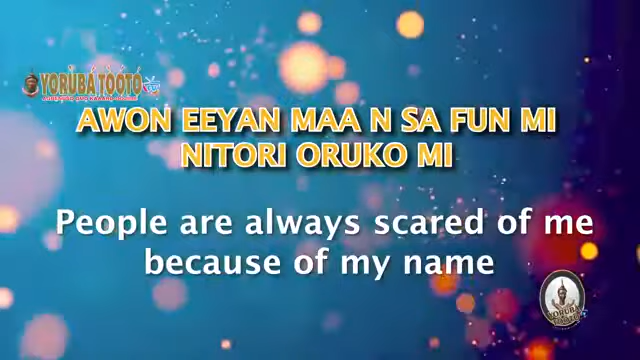 YORUBA TOOTO
AWON EEYAN MAA N SA FUN MI
NITORI ORUKO MI
People are always scared of me
because of my name
YORUBA